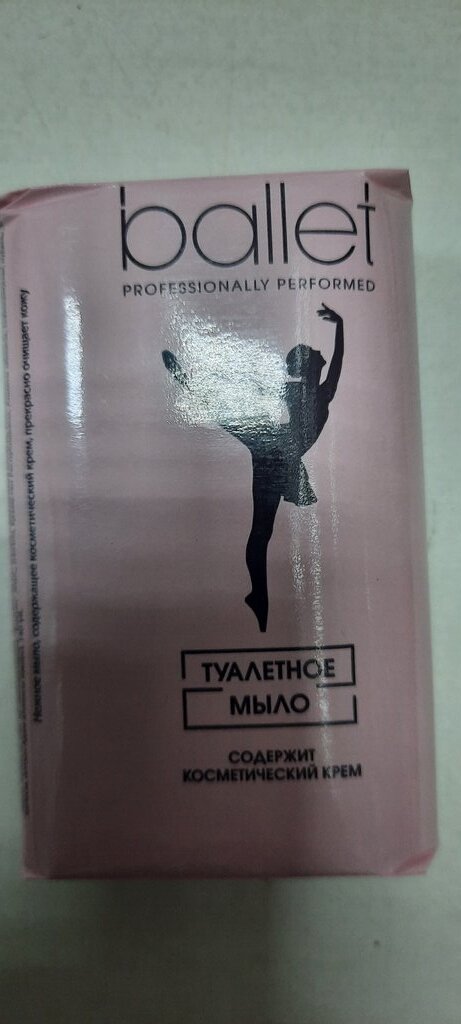 ballet
PROFESSIONALLY PERFORMED
ТУАЛЕТНОЕ
МЫЛО
СОДЕРЖИТ
КОСМЕТИЧЕСКИЙ КРЕМ
Нежное мыло, содержащее косметический крем, прекрасно очищает кожу